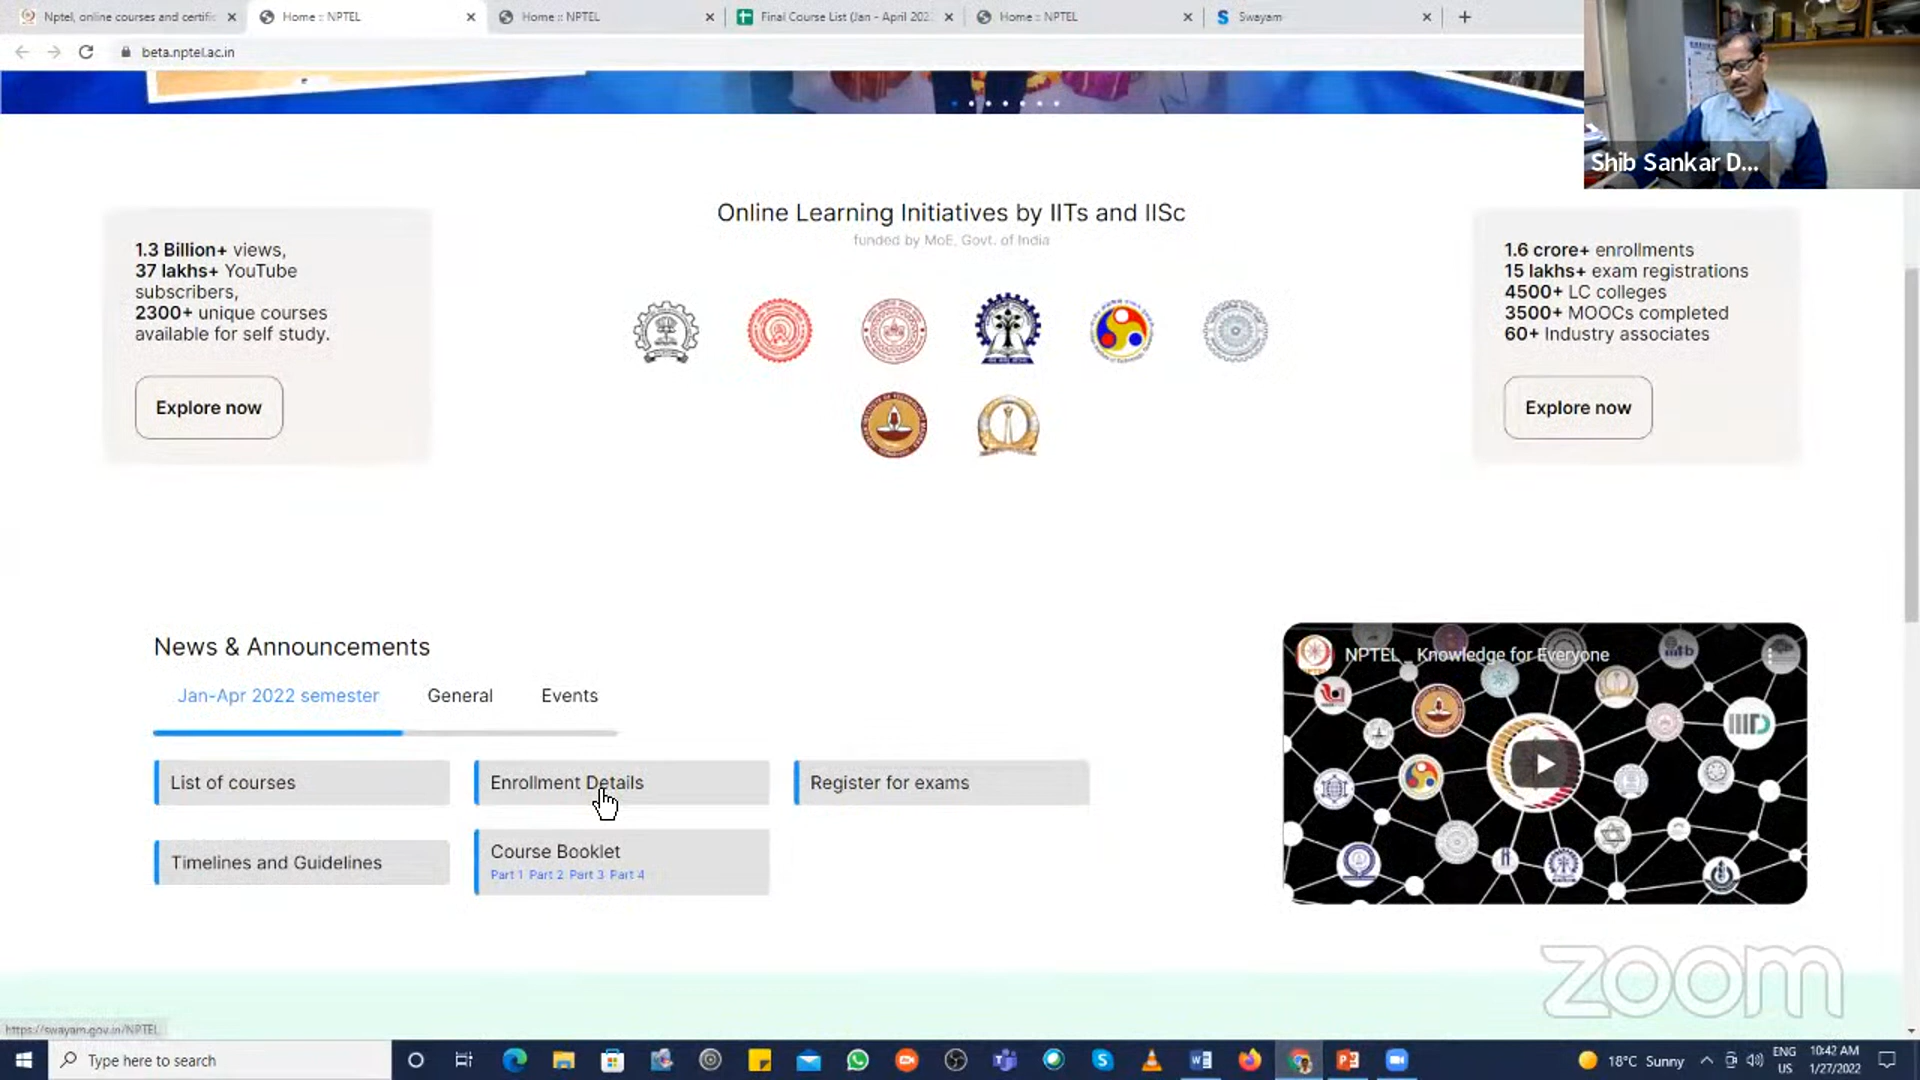 Nptel, online courses and certific
Home :: NPTEL
Home :: NPTEL
Final Course List (Jan - April 202
Home :: NPTEL
Swayam
beta.nptel.ac.in
Shib Sankar D...
Online Learning Initiatives by IITs and IISc
funded by MoE, Govt. of India
1.3 Billion+ views,
37 lakhs+ YouTube
subscribers,
2300+ unique courses
available for self study.
Explore now
1.6 crore+ enrollments
15 lakhs+ exam registrations
4500+ LC colleges
3500+ MOOCs completed
60+ Industry associates
Explore now
News & Announcements
Jan-Apr 2022 semester
General
Events
List of courses
Enrollment Details
Register for exams
Timelines and Guidelines
Course Booklet
Part 1 Part 2 Part 3 Part 4
NPTEL _ Knowledge for Everyone
zoom
https://swayam.gov.in/NPTEL
Type here to search
18°C Sunny
ENG
US
10:42 AM
1/27/2022